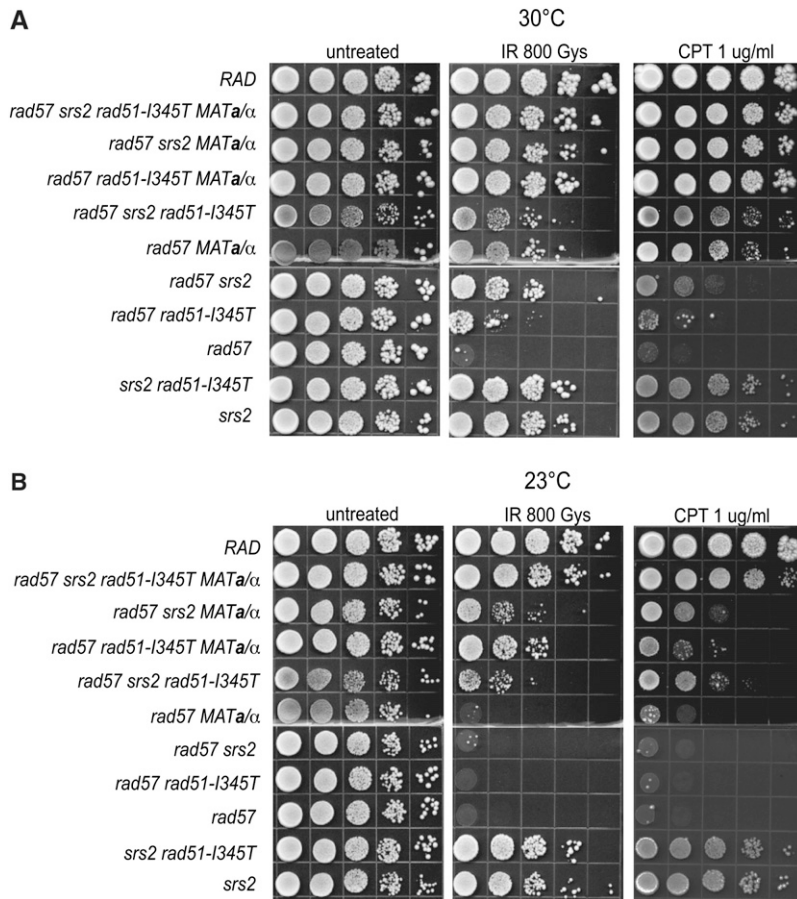 A
30°C
untreated
IR 800 Gys
CPT 1 ug/ml
RAD
rad57 srs2 rad51-I345T MATa/α
rad57 srs2 MATa/α
rad57 rad51-I345T MATa/α
rad57 srs2 rad51-I345T
rad57 MATa/α
rad57 srs2
rad57 rad51-I345T
rad57
srs2 rad51-I345T
srs2
B
23°C
untreated
IR 800 Gys
CPT 1 ug/ml
RAD
rad57 srs2 rad51-I345T MATa/α
rad57 srs2 MATa/α
rad57 rad51-I345T MATa/α
rad57 srs2 rad51-I345T
rad57 MATa/α
rad57 srs2
rad57 rad51-I345T
rad57
srs2 rad51-I345T
srs2